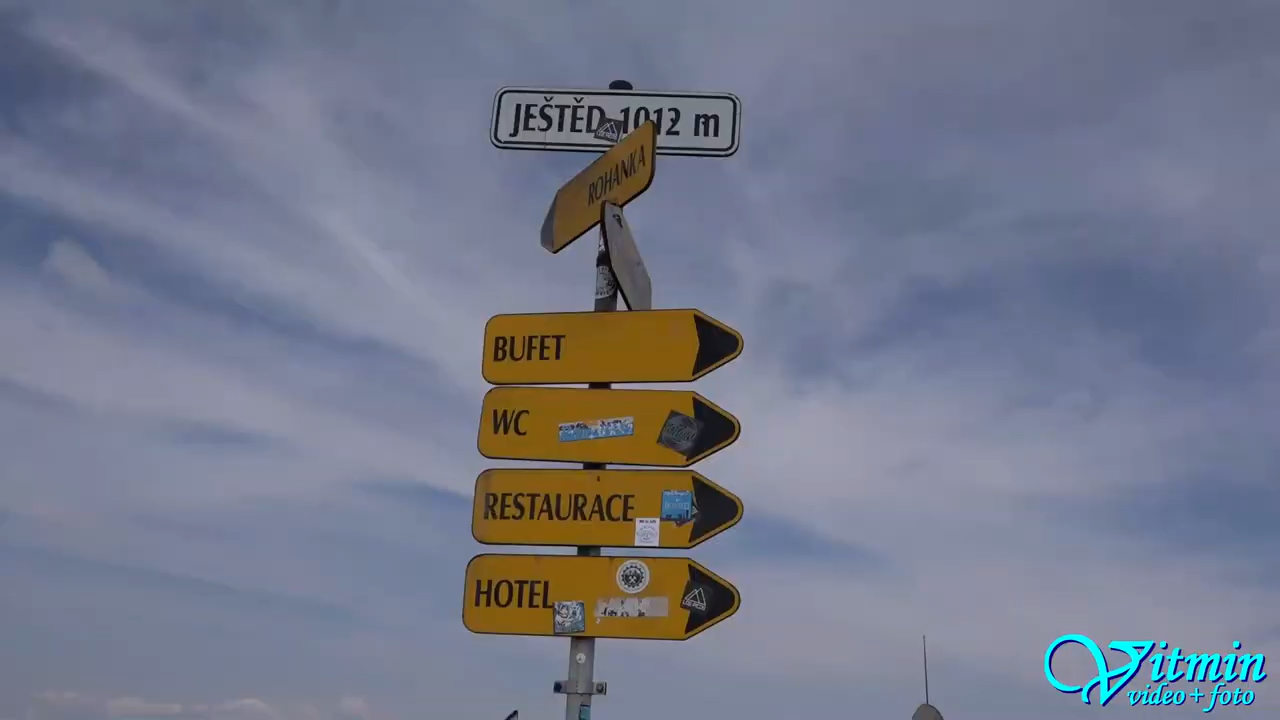 JEŠTĚD 1012 m
ROHANKA
BUFET
WC
RESTAURACE
HOTEL
Vitmin
video + foto